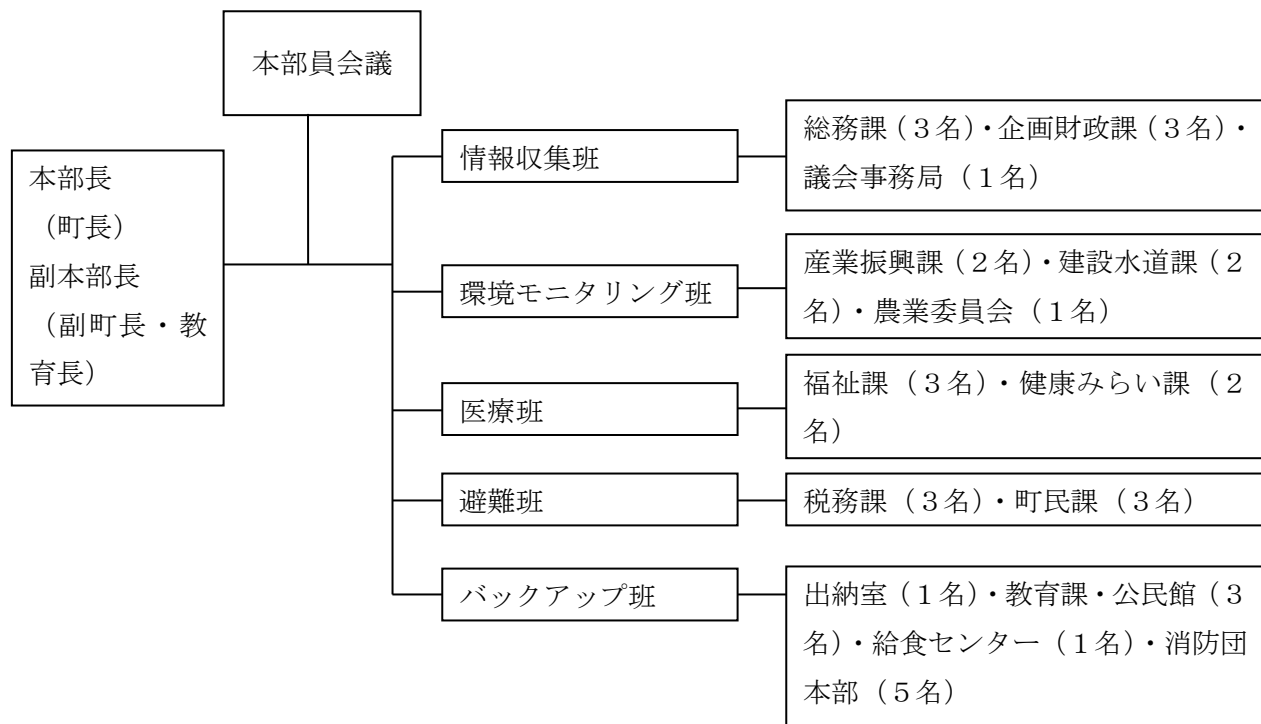 本部員会議
本部長
（町長）
副本部長
（副町長・教
育長）
情報収集班
総務課（３名）・企画財政課（３名）・
議会事務局（１名）
環境モニタリング班
産業振興課（２名）・建設水道課（２
名）・農業委員会（１名）
医療班
福祉課（３名）・健康みらい課（２
名）
避難班
税務課（３名）・町民課（３名）
バックアップ班
出納室（１名）・教育課・公民館（３
名）・給食センター（１名）・消防団
本部（５名）